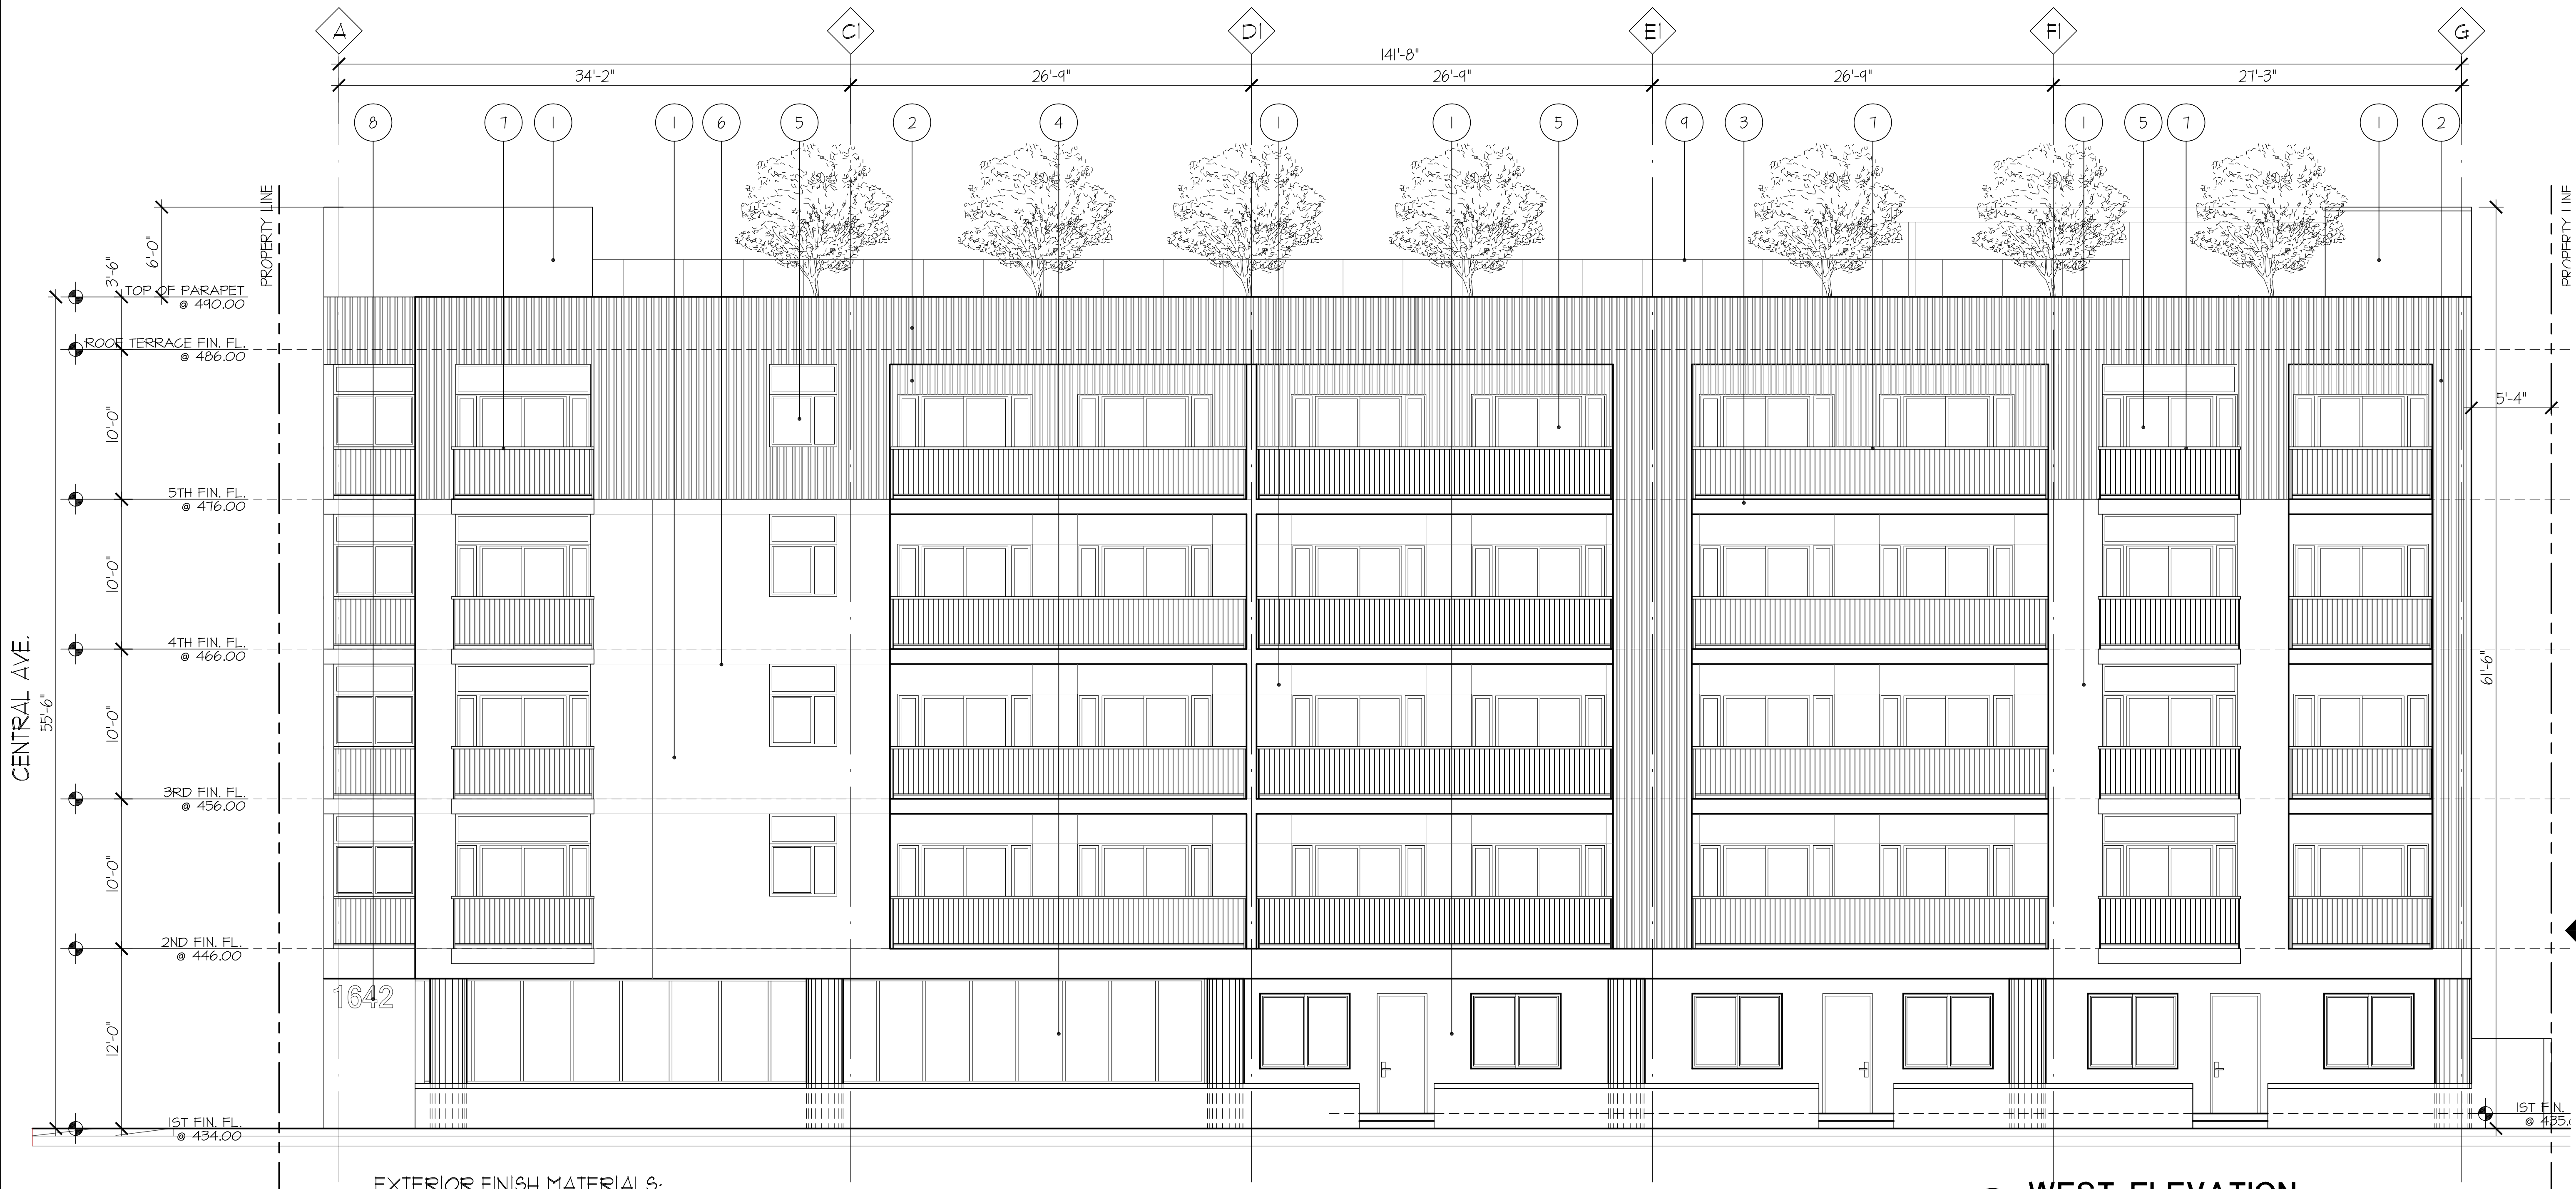 A C1 D1 E1 F1 G
141'-8"
34'-2" 26'-9" 26'-9" 26'-9" 27'-3"
8 7 1 1 6 5 2 4 1 1 5 9 3 7 1 5 7 1 2
PROPERTY LINE
PROPERTY LINE
6'-0"
3'-6"
TOP OF PARAPET
@ 490.00
ROOF TERRACE FIN. FL.
@ 486.00
10'-0"
5'-4"
5TH FIN. FL.
@ 476.00
10'-0"
4TH FIN. FL.
@ 466.00
CENTRAL AVE.
55'-6"
10'-0"
61'-6"
3RD FIN. FL.
@ 456.00
10'-0"
2ND FIN. FL.
@ 446.00
1642
12'-0"
1ST FIN. FL.
@ 434.00
1ST FIN.
@ 435.
EXTERIOR FINISH MATERIALS:
WEST ELEVATION